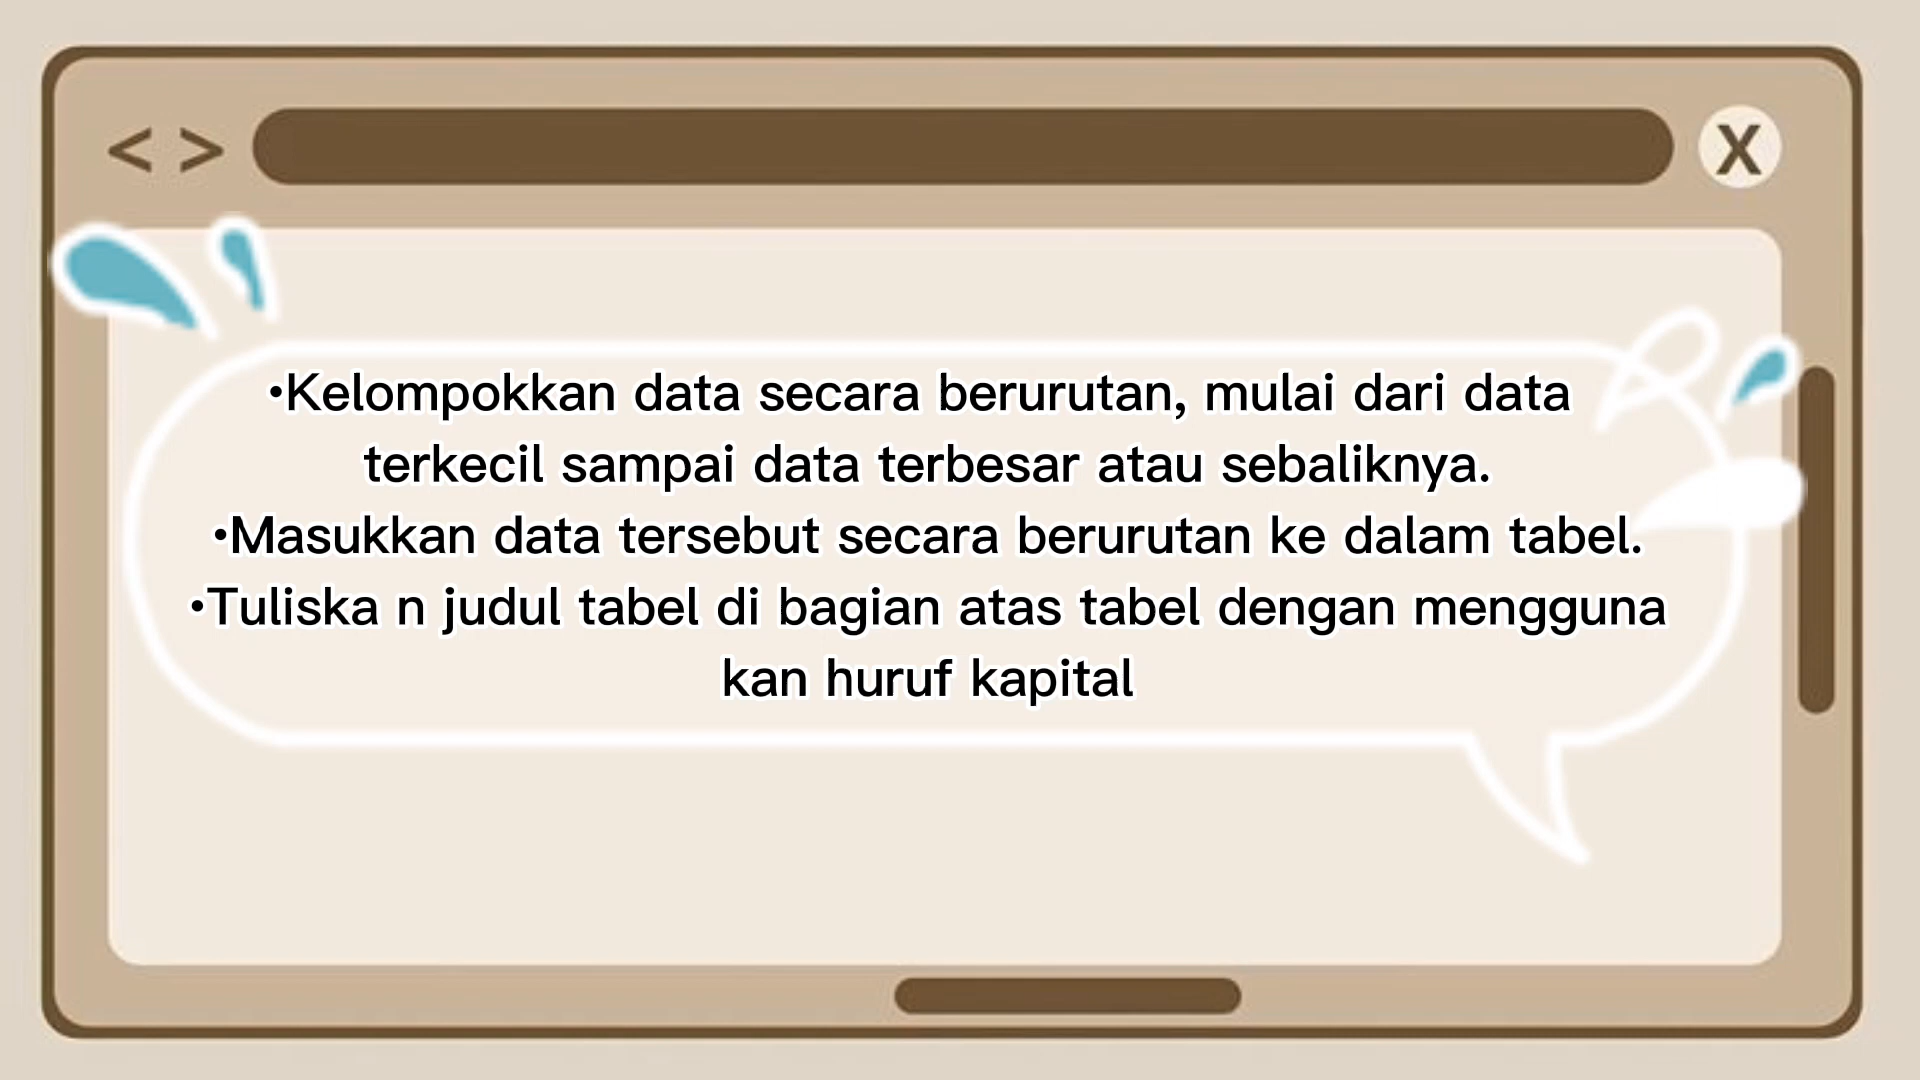 < >
X
•Kelompokkan data secara berurutan, mulai dari data
terkecil sampai data terbesar atau sebaliknya.
•Masukkan data tersebut secara berurutan ke dalam tabel.
•Tuliska n judul tabel di bagian atas tabel dengan mengguna
kan huruf kapital